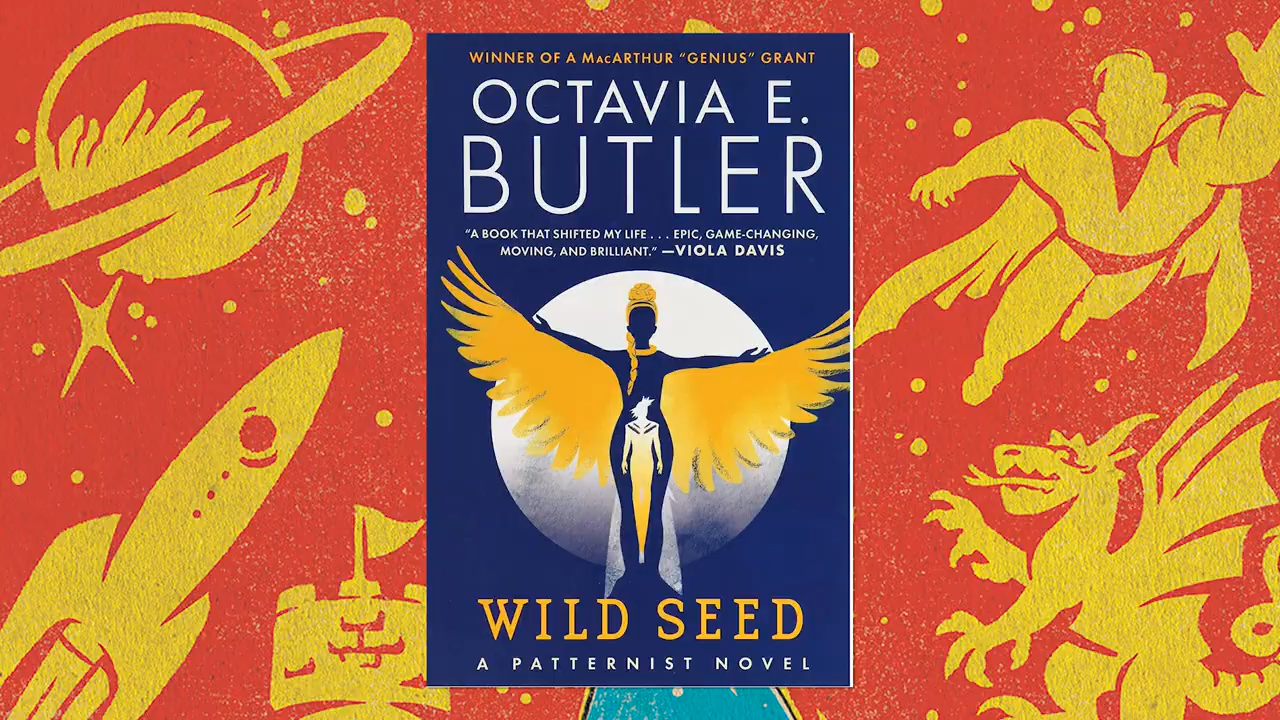 WINNER OF A MacARTHUR “GENIUS” GRANT
OCTAVIA E.
BUTLER
“A BOOK THAT SHIFTED MY LIFE . . . EPIC, GAME-CHANGING,
MOVING, AND BRILLIANT.” —VIOLA DAVIS
WILD SEED
A PATTERNIST NOVEL